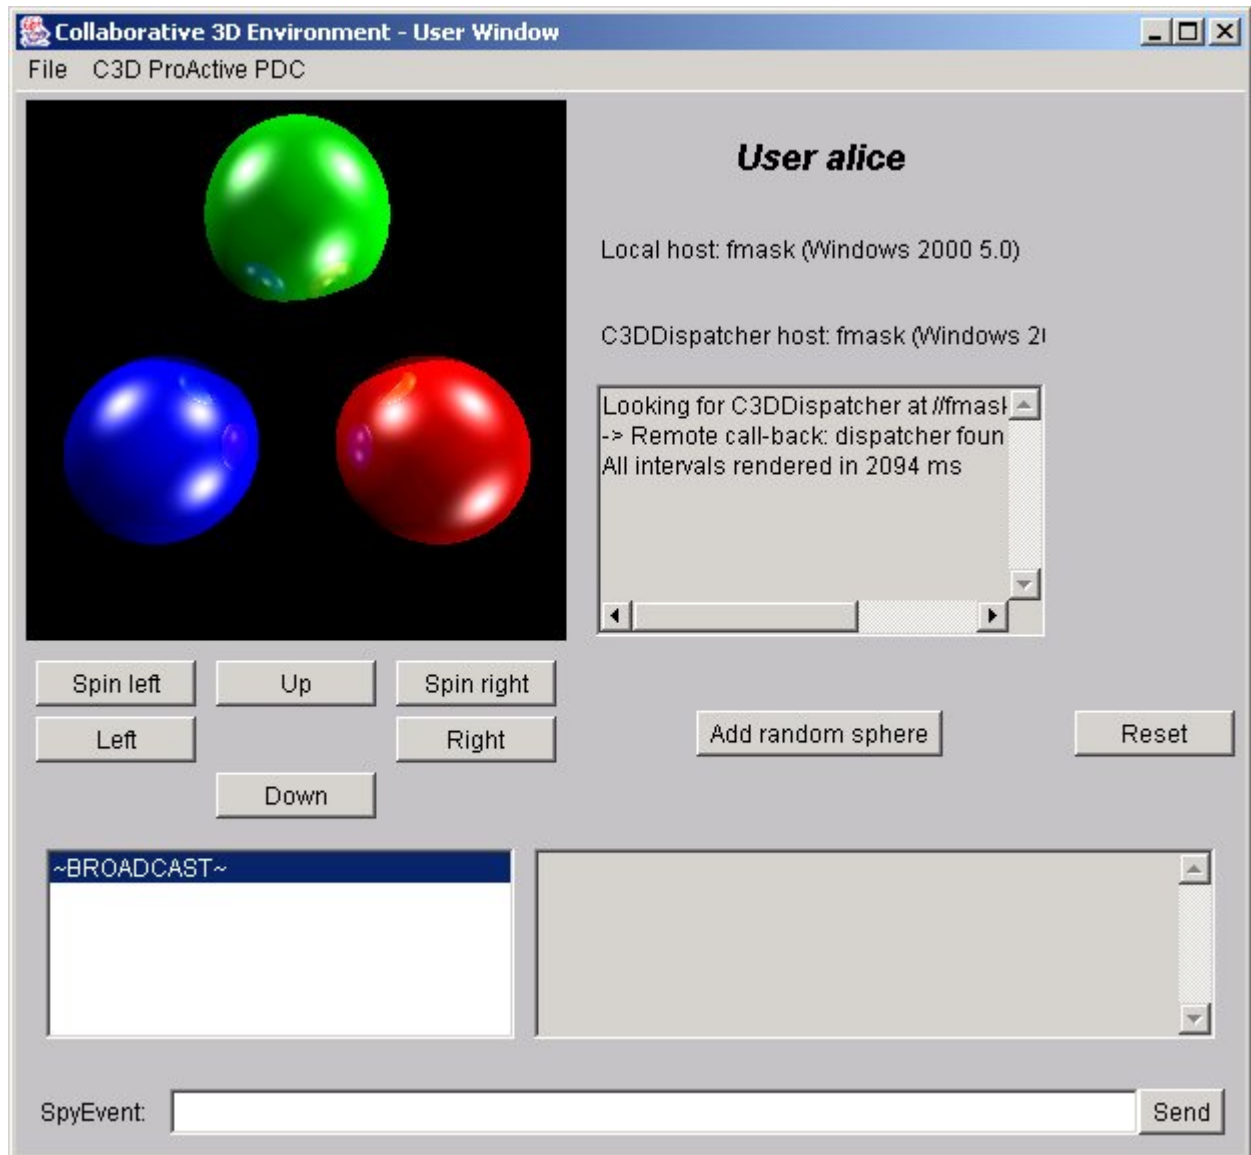 Collaborative 3D Environment - User Window
File C3D ProActive PDC
User alice
Local host: fmask (Windows 2000 5.0)
C3DDispatcher host: fmask (Windows
Looking for C3DDispatcher at //fmask
-> Remote call-back: dispatcher foun
All intervals rendered in 2094 ms
Spin left Up Spin right
Left Right Add random sphere Reset
Down
~BROADCAST~
SpyEvent: Send